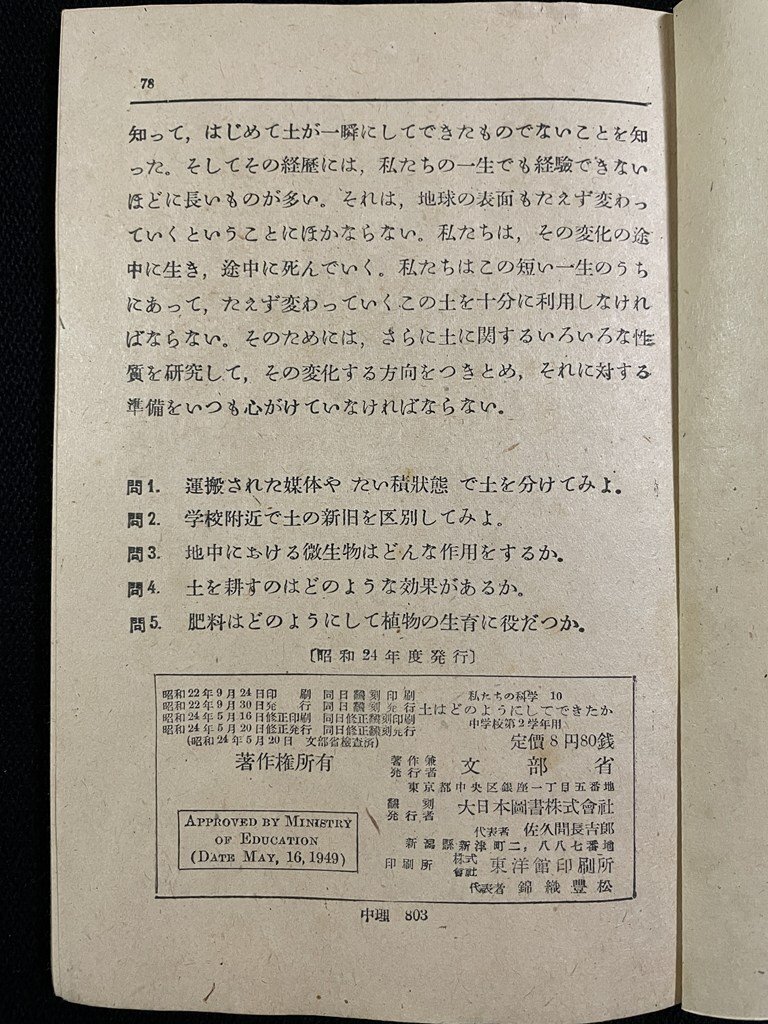 78
知って，はじめて土が一瞬にしてできたものでないことを知
った。そしてその経歴には，私たちの一生でも経驗できない
ほどに長いものが多い。それは，地球の表面もたえず変わっ
ていくということにほかならない。私たちは，その変化の途
中に生き，途中に死んでいく。私たちはこの短い一生のうち
にあって，たえず変わっていくこの土を十分に利用しなけれ
ばならない。そのためには，さらに土に関するいろいろな性
質を研究して，その変化する方向をつきとめ，それに対する
準備をいつも心がけていなければならない。
問1. 運搬された媒体や たい積狀態 で土を分けてみよ。
問2. 学校附近で土の新旧を区別してみよ。
問3. 地中における微生物はどんな作用をするか。
問4. 土を耕すのはどのような効果があるか。
問5. 肥料はどのようにして植物の生育に役だつか。
〔昭和24年度発行〕
昭和22年9月24日印　刷　同日飜刻印刷
昭和22年9月30日発　行　同日飜刻発行
昭和24年5月16日修正印刷　同日修正飜刻印刷
昭和24年5月20日修正発行　同日修正飜刻発行
(昭和24年5月20日　文部省檢査済)
著作権所有
APPROVED BY MINISTRY
OF EDUCATION
(DATE MAY, 16, 1949)
私たちの科学 10
土はどのようにしてできたか
中学校第2学年用
定價8円80銭
著作兼発行者　文部省
東京都中央区銀座一丁目五番地
飜刻発行者　大日本圖書株式會社
代表者　佐久間長吉郎
新潟縣新津町二，八八七番地
印刷所　株式會社　東洋館印刷所
代表者　錦織豊松
中理 803